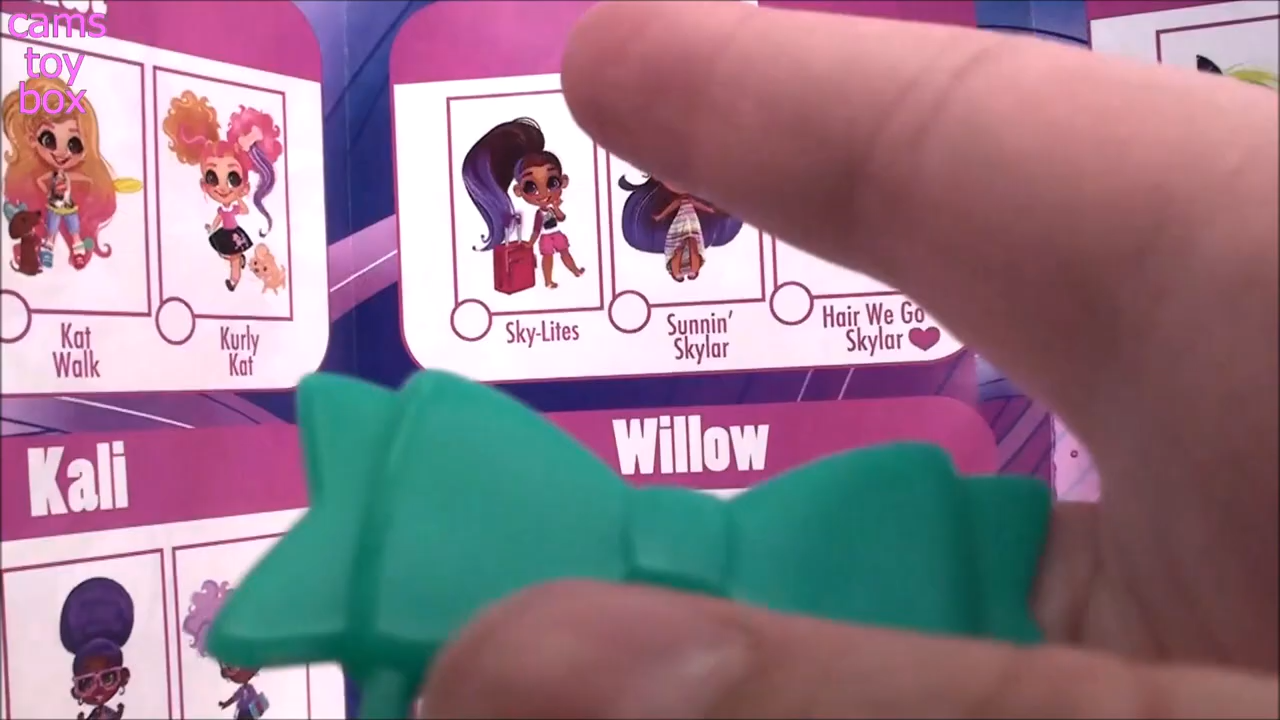 cams
toy
box
Kat
Walk
Kurly
Kat
Sky-Lites
Sunnin'
Skylar
Hair We Go
Skylar
Kali
Willow